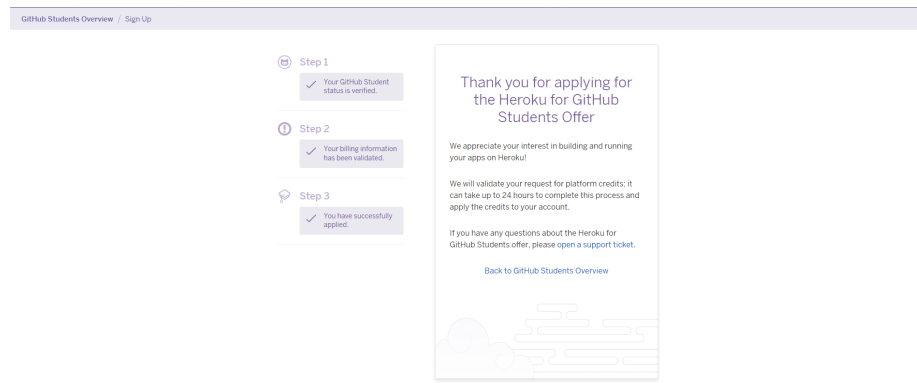 GitHub Students Overview / Sign Up
Step 1
Your GitHub Student
status is verified.
Step 2
Your billing information
has been validated.
Step 3
You have successfully
applied.
Thank you for applying for
the Heroku for GitHub
Students Offer
We appreciate your interest in building and running
your apps on Heroku!
We will validate your request for platform credits; it
can take up to 24 hours to complete this process and
apply the credits to your account.
If you have any questions about the Heroku for
GitHub Students offer, please open a support ticket.
Back to GitHub Students Overview